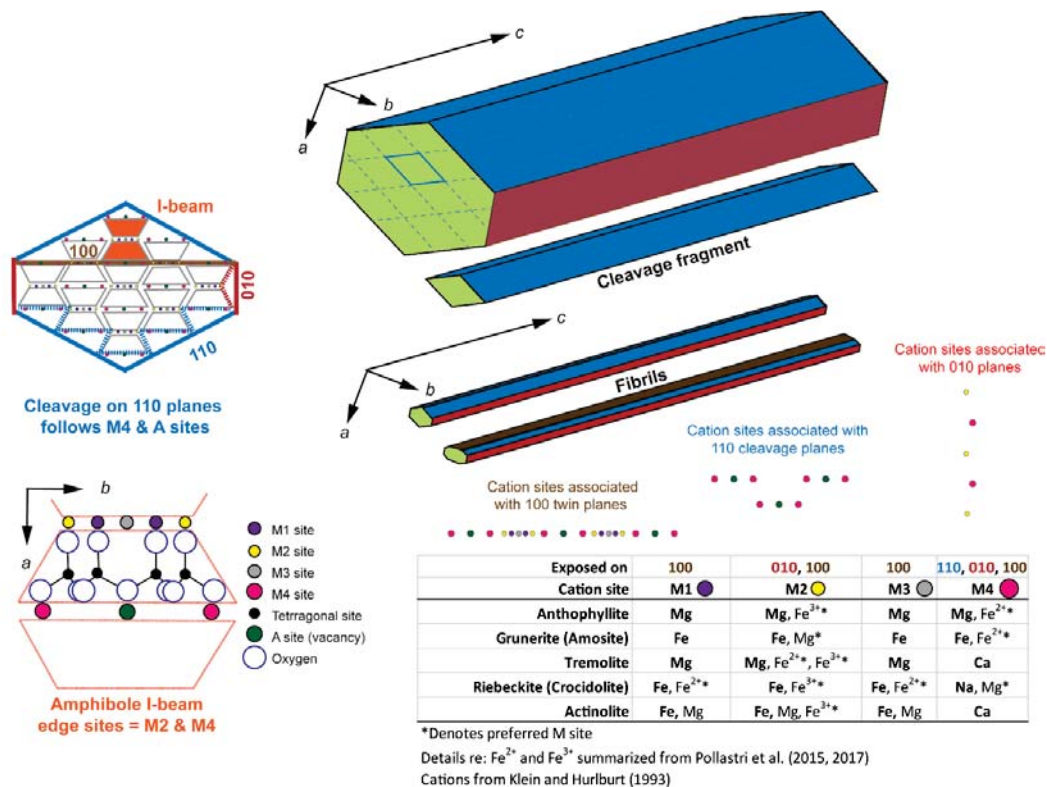 c
b
a
I-beam
100
010
110
Cleavage on 110 planes
follows M4 & A sites
Cleavage fragment
c
b
a
Fibrils
Cation sites associated
with 010 planes
Cation sites associated with
110 cleavage planes
Cation sites associated
with 100 twin planes
b
a
M1 site
M2 site
M3 site
M4 site
Tetrragonal site
A site (vacancy)
Oxygen
Amphibole I-beam
edge sites = M2 & M4
Exposed on 100 010, 100 100 110, 010, 100
Cation site M1 M2 M3 M4
Anthophyllite Mg Mg, Fe³⁺* Mg Mg, Fe²⁺*
Grunerite (Amosite) Fe Fe, Mg* Fe Fe, Fe²⁺*
Tremolite Mg Mg, Fe²⁺*, Fe³⁺* Mg Ca
Riebeckite (Crocidolite) Fe, Fe²⁺* Fe, Fe³⁺* Fe, Fe²⁺* Na, Mg*
Actinolite Fe, Mg Fe, Mg, Fe³⁺* Fe, Mg Ca
*Denotes preferred M site
Details re: Fe²⁺ and Fe³⁺ summarized from Pollastri et al. (2015, 2017)
Cations from Klein and Hurlburt (1993)